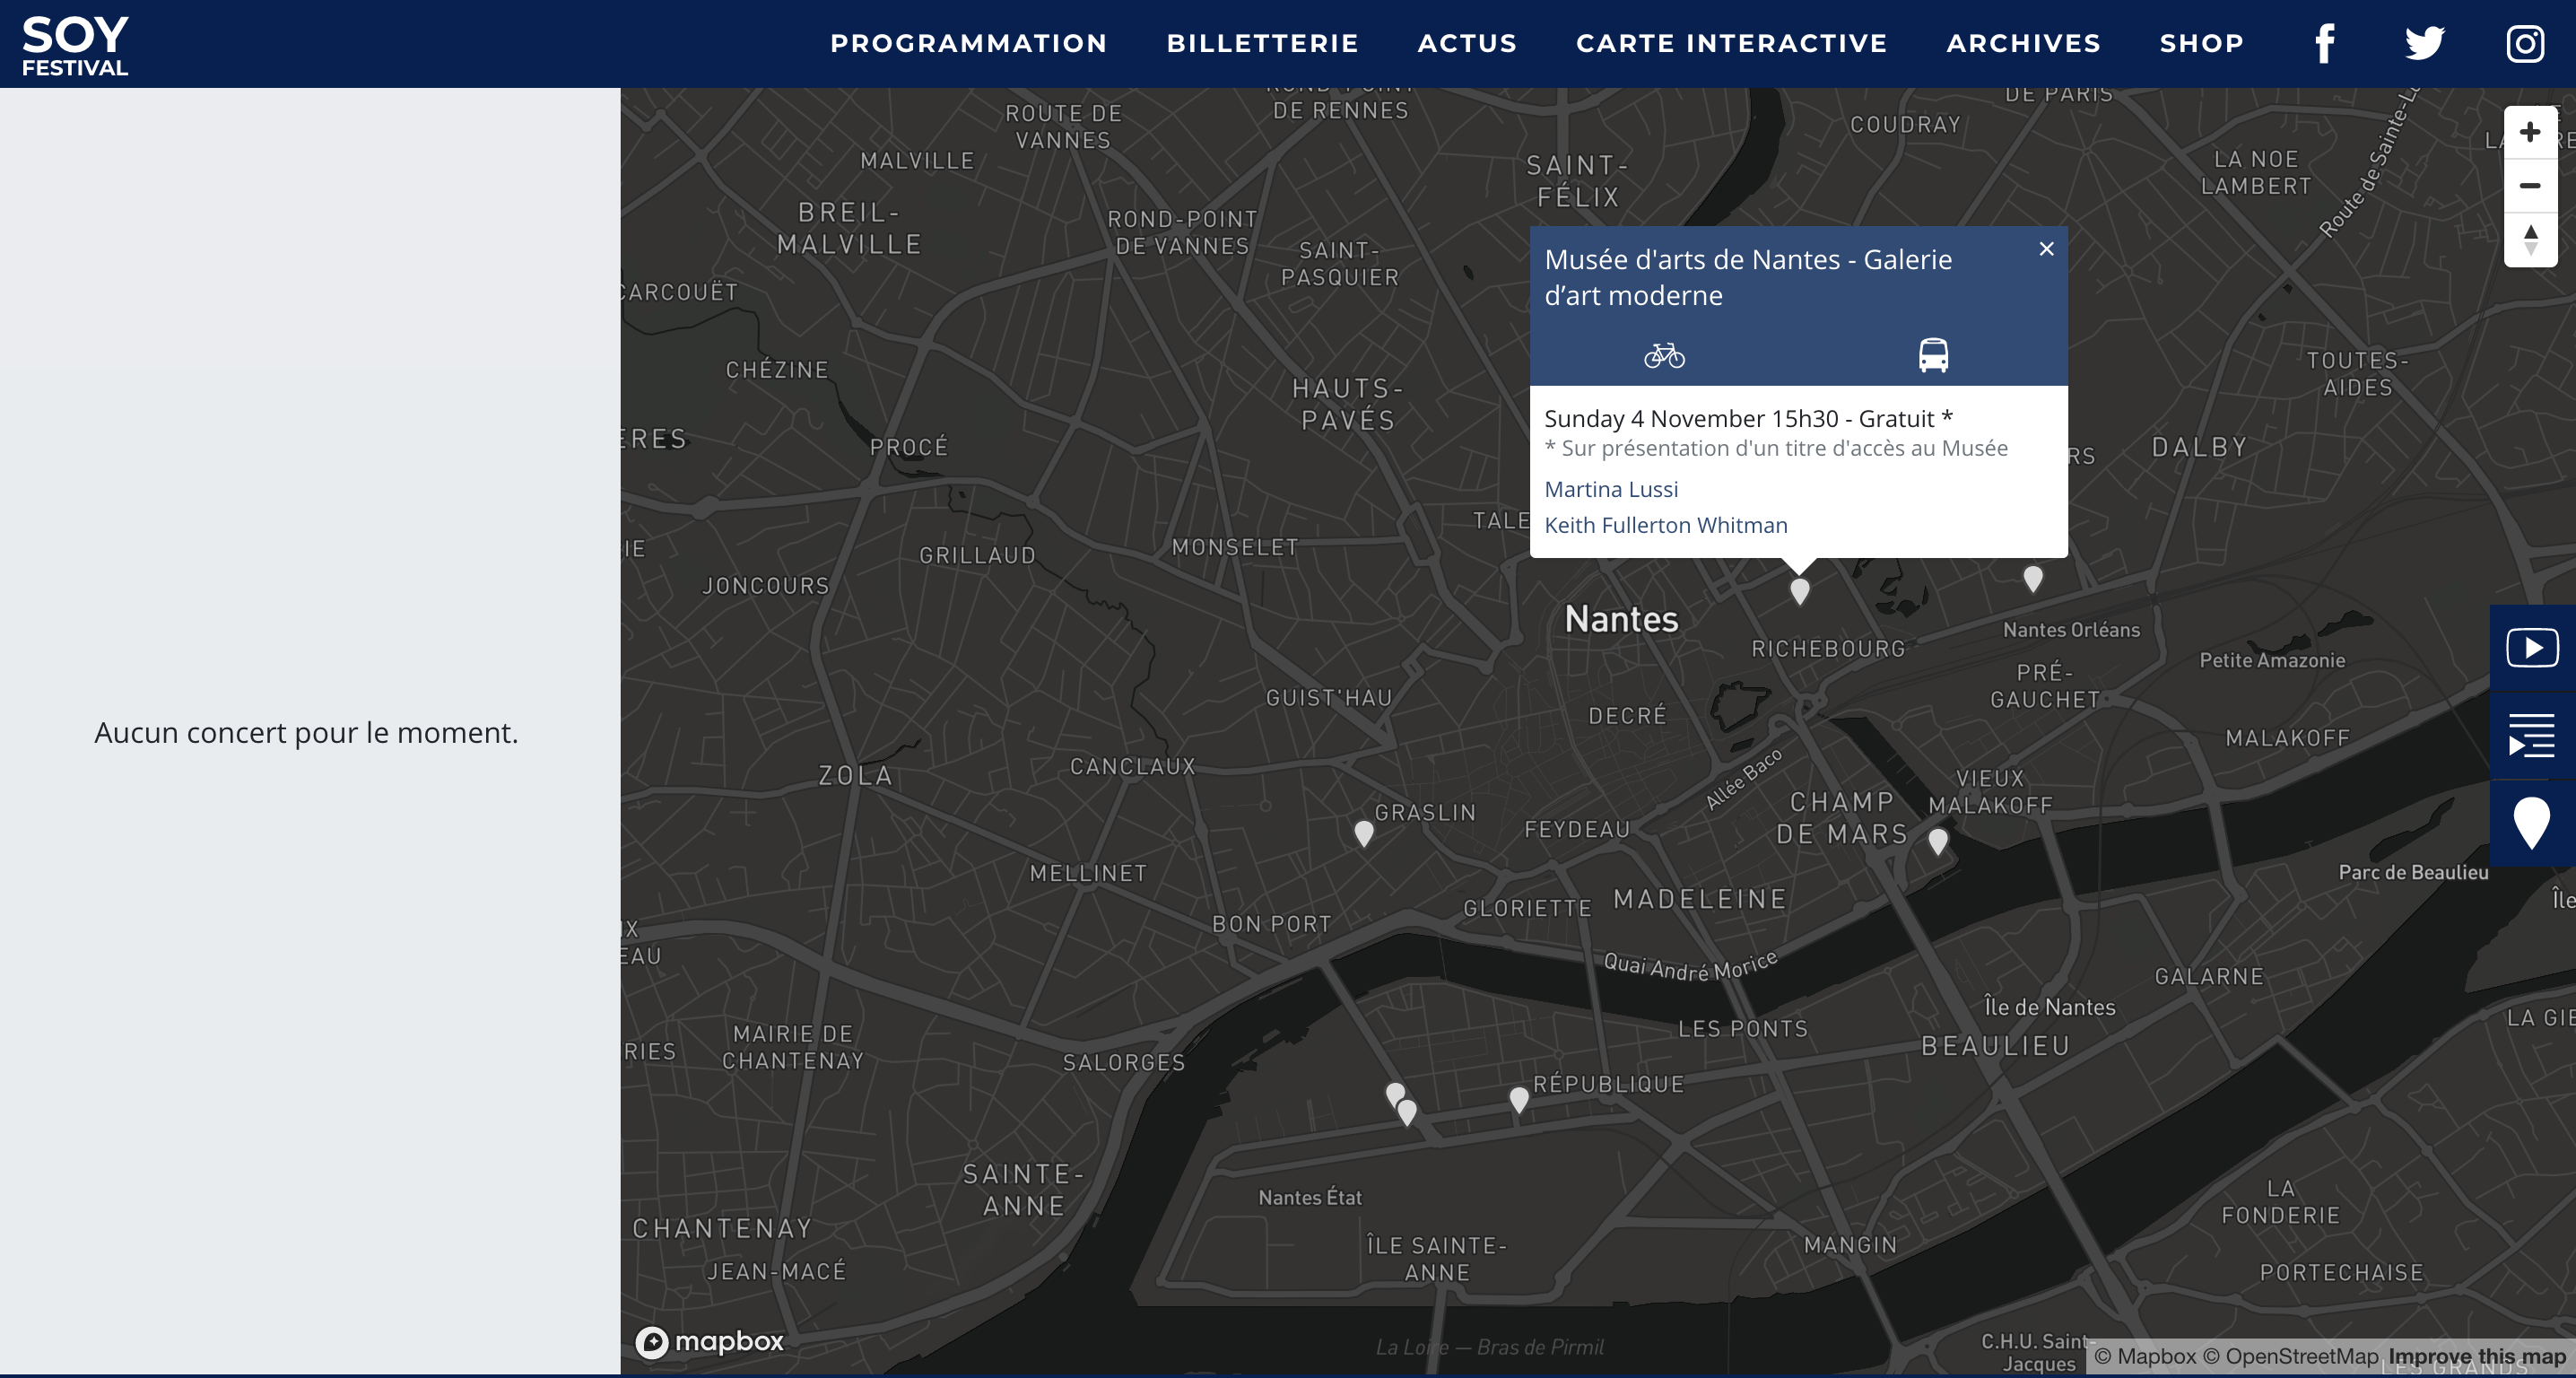 SOY
FESTIVAL
PROGRAMMATION
BILLETTERIE
ACTUS
CARTE INTERACTIVE
ARCHIVES
SHOP
Aucun concert pour le moment.
ROUTE DE
VANNES
DE RENNES
DE PARIS
COUDRAY
MALVILLE
SAINT-
FÉLIX
LA NOE
LAMBERT
Route de Sainte-Lu
BREIL-
MALVILLE
ROND-POINT
DE VANNES
SAINT-
PASQUIER
Musée d'arts de Nantes - Galerie
d’art moderne
×
CARCOUËT
CHÉZINE
TOUTES-
AIDES
HAUTS-
PAVÉS
Sunday 4 November 15h30 - Gratuit *
* Sur présentation d'un titre d'accès au Musée
Martina Lussi
Keith Fullerton Whitman
ERES
PROCÉ
RS
DALBY
TALE
IE
GRILLAUD
MONSELET
JONCOURS
Nantes
RICHEBOURG
Nantes Orléans
Petite Amazonie
PRÉ-
GAUCHET
GUIST'HAU
DECRÉ
MALAKOFF
ZOLA
CANCLAUX
Allée Baco
VIEUX
MALAKOFF
CHAMP
DE MARS
GRASLIN
FEYDEAU
MELLINET
Parc de Beaulieu
Île
MADELEINE
GLORIETTE
BON PORT
IX
EAU
Quai André Morice
GALARNE
Île de Nantes
LA GIE
LES PONTS
BEAULIEU
MAIRIE DE
CHANTENAY
RIES
SALORGES
RÉPUBLIQUE
SAINTE-
ANNE
Nantes État
LA
FONDERIE
CHANTENAY
ÎLE SAINTE-
ANNE
MANGIN
JEAN-MACÉ
PORTECHAISE
mapbox
La Loire — Bras de Pirmil
C.H.U. Saint-
Jacques
© Mapbox © OpenStreetMap Improve this map
LES GRANDS